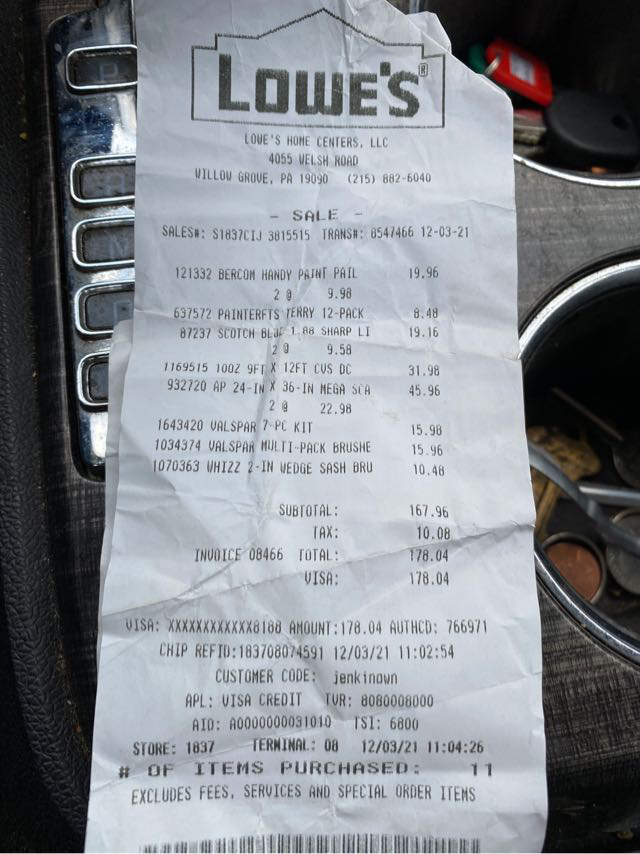 LOWE'S®
LOWE'S HOME CENTERS, LLC
4055 WELSH ROAD
WILLOW GROVE, PA 19090 (215) 882-6040
- SALE -
SALES#: S1837CIJ 3815515 TRANS#: 8547466 12-03-21
121332 BERCOM HANDY PAINT PAIL 19.96
2 @ 9.98
637572 PAINTERFTS TERRY 12-PACK 8.48
87237 SCOTCH BLUE 1.88 SHARP LI 19.16
2 @ 9.58
1169515 10OZ 9FT X 12FT CVS DC 31.98
932720 AP 24-IN X 36-IN MEGA SCA 45.96
2 @ 22.98
1643420 VALSPAR 7-PC KIT 15.98
1034374 VALSPAR MULTI-PACK BRUSHE 15.96
1070363 WHIZZ 2-IN WEDGE SASH BRU 10.48
SUBTOTAL: 167.96
TAX: 10.08
INVOICE 08466 TOTAL: 178.04
VISA: 178.04
VISA: XXXXXXXXXXXX8188 AMOUNT:178.04 AUTHCD: 766971
CHIP REFID:183708074591 12/03/21 11:02:54
CUSTOMER CODE: jenkinown
APL: VISA CREDIT TVR: 8080008000
AID: A0000000031010 TSI: 6800
STORE: 1837 TERMINAL: 08 12/03/21 11:04:26
# OF ITEMS PURCHASED: 11
EXCLUDES FEES, SERVICES AND SPECIAL ORDER ITEMS